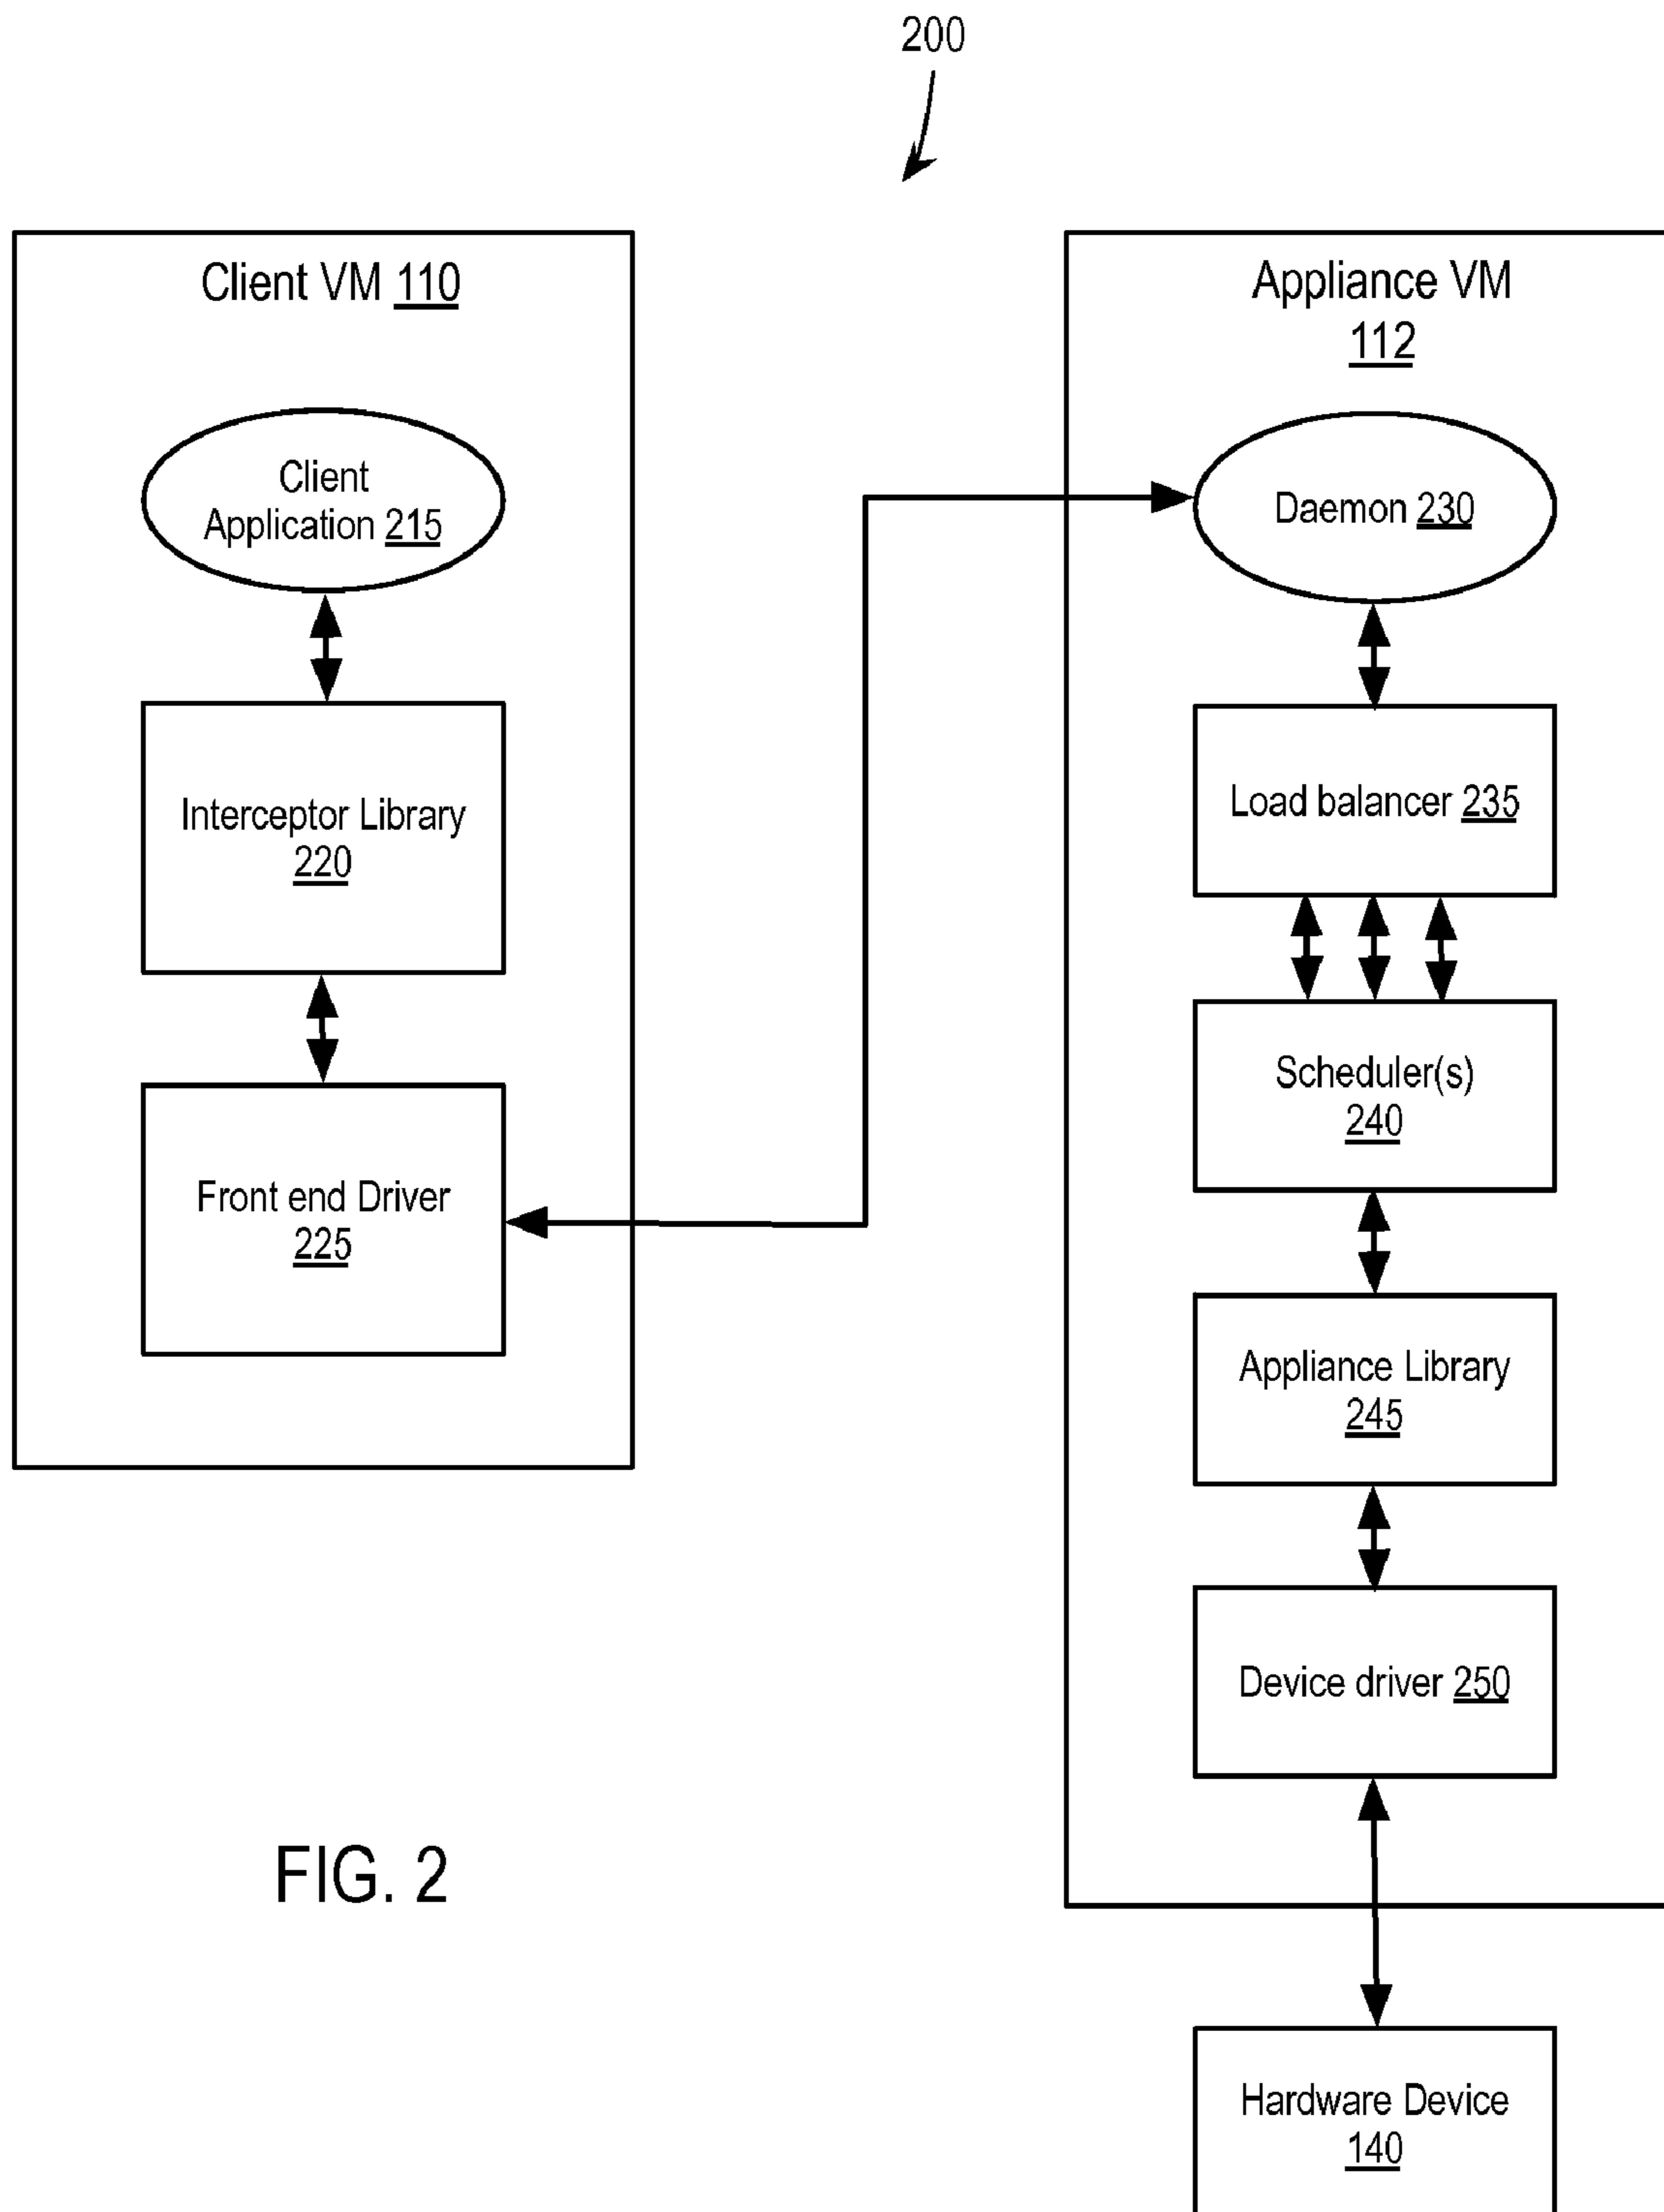 200
Client VM 110
Client
Application 215
Interceptor Library
220
Front end Driver
225
Appliance VM
112
Daemon 230
Load balancer 235
Scheduler(s)
240
Appliance Library
245
Device driver 250
Hardware Device
140
FIG. 2